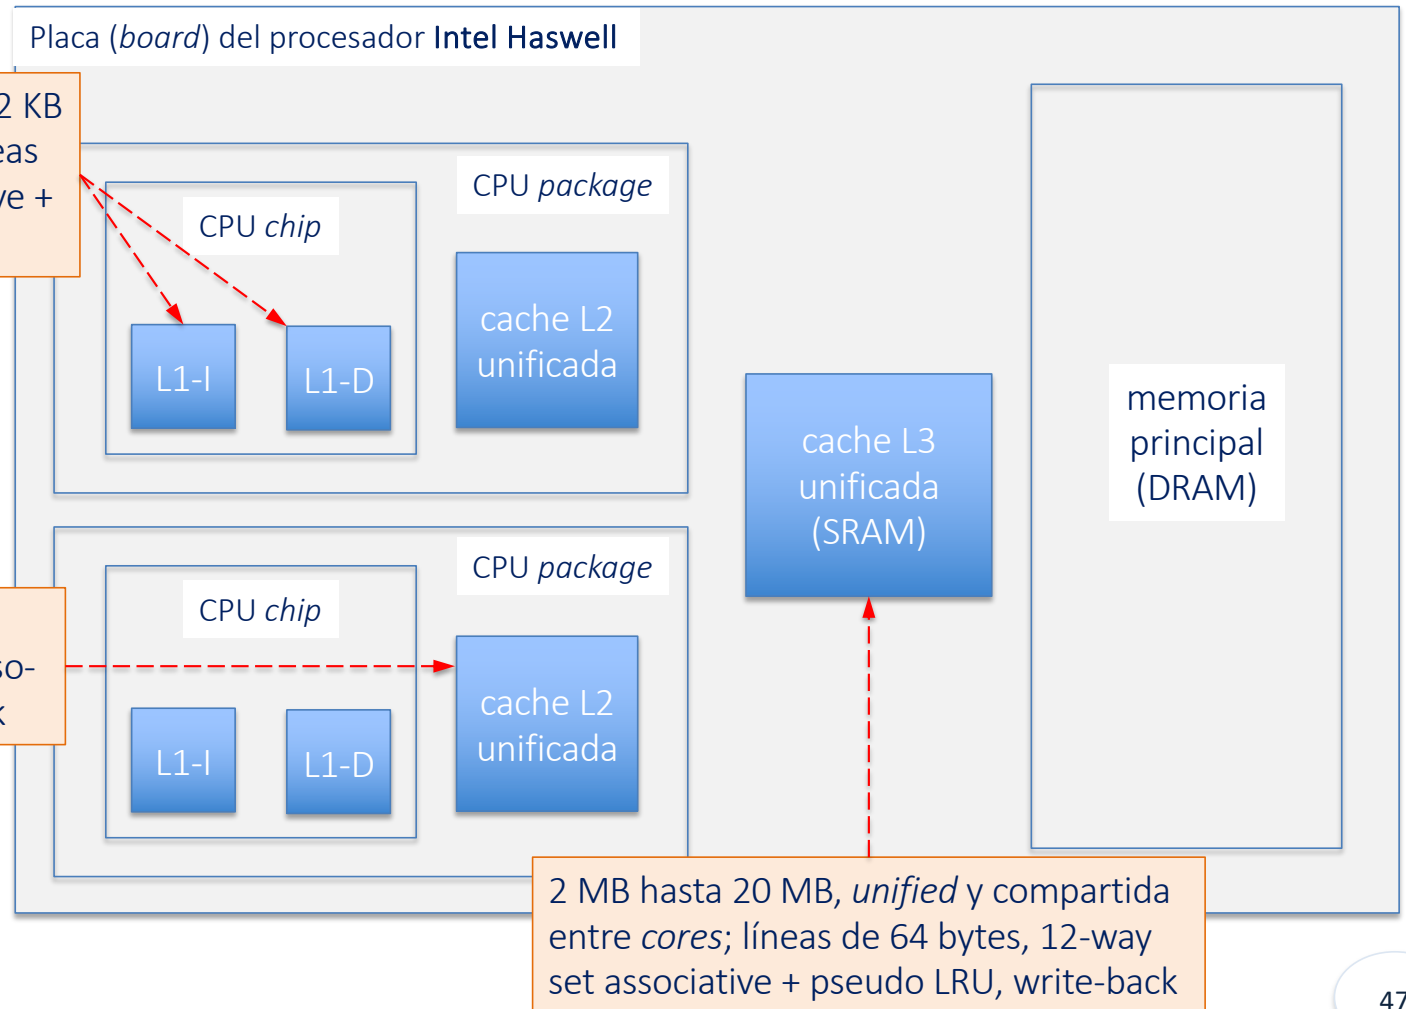 Placa (board) del procesador Intel Haswell
2 KB
eas
ve +
CPU package
CPU chip
cache L2
unificada
L1-I
L1-D
cache L3
unificada
(SRAM)
memoria
principal
(DRAM)
CPU package
CPU chip
so-
k
cache L2
unificada
L1-I
L1-D
2 MB hasta 20 MB, unified y compartida
entre cores; líneas de 64 bytes, 12-way
set associative + pseudo LRU, write-back
47